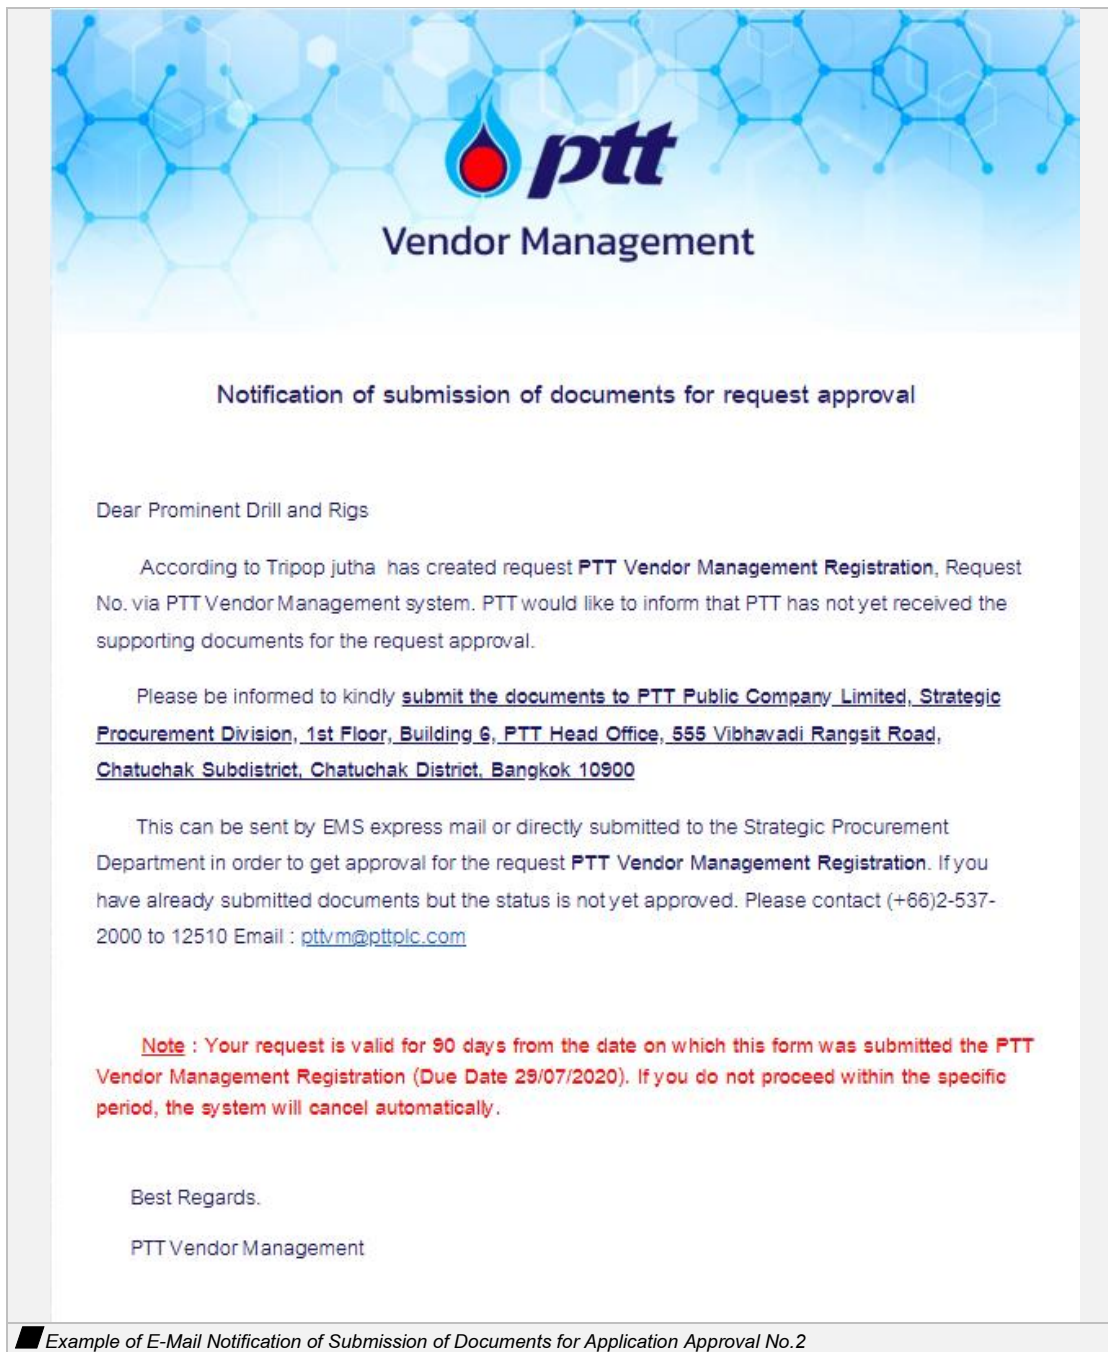 ptt
Vendor Management
Notification of submission of documents for request approval
Dear Prominent Drill and Rigs
According to Tripop jutha has created request PTT Vendor Management Registration, Request
No. via PTT Vendor Management system. PTT would like to inform that PTT has not yet received the
supporting documents for the request approval.
Please be informed to kindly submit the documents to PTT Public Company Limited, Strategic
Procurement Division, 1st Floor, Building 6, PTT Head Office, 555 Vibhavadi Rangsit Road,
Chatuchak Subdistrict, Chatuchak District, Bangkok 10900
This can be sent by EMS express mail or directly submitted to the Strategic Procurement
Department in order to get approval for the request PTT Vendor Management Registration. If you
have already submitted documents but the status is not yet approved. Please contact (+66)2-537-
2000 to 12510 Email : pttvm@pttplc.com
Note : Your request is valid for 90 days from the date on which this form was submitted the PTT
Vendor Management Registration (Due Date 29/07/2020). If you do not proceed within the specific
period, the system will cancel automatically.
Best Regards.
PTT Vendor Management
Example of E-Mail Notification of Submission of Documents for Application Approval No.2